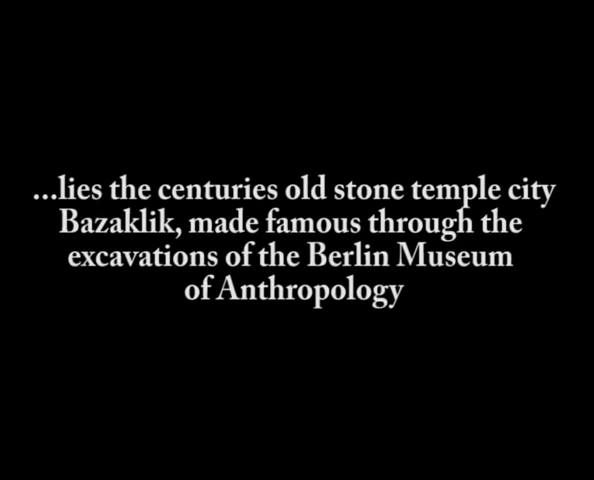 ...lies the centuries old stone temple city
Bazaklik, made famous through the
excavations of the Berlin Museum
of Anthropology